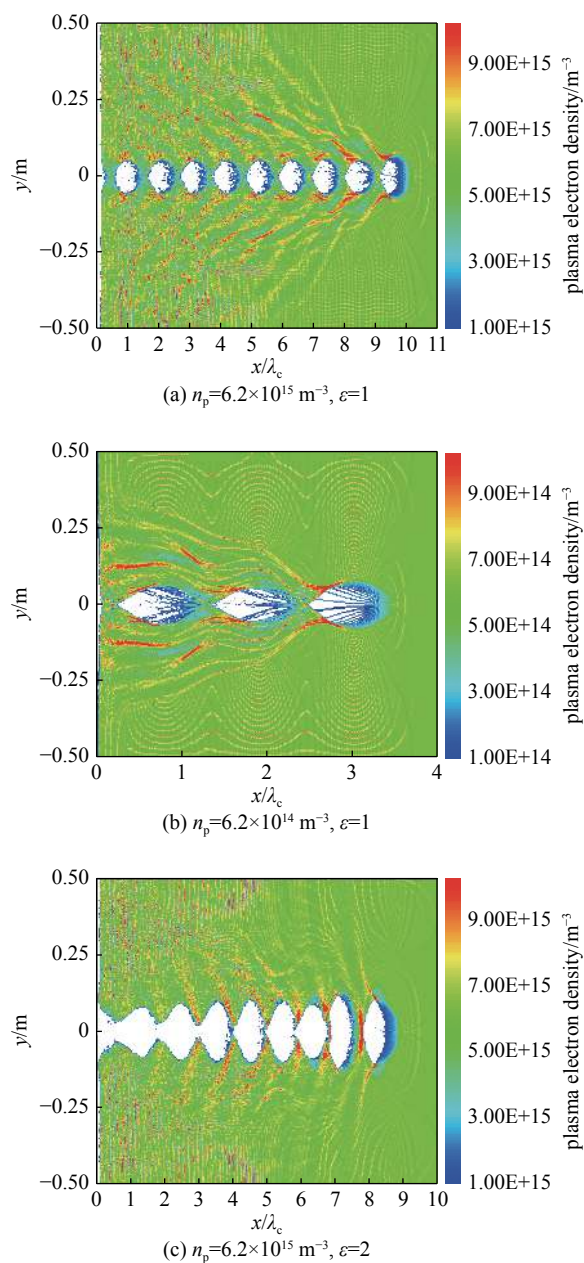 0.50
0.25
0
−0.25
−0.50
y/m
0 1 2 3 4 5 6 7 8 9 10 11
x/λc
9.00E+15
7.00E+15
5.00E+15
3.00E+15
1.00E+15
plasma electron density/m⁻³
(a) nₚ=6.2×10¹⁵ m⁻³, ε=1
0.50
0.25
0
−0.25
−0.50
y/m
0 1 2 3 4
x/λc
9.00E+14
7.00E+14
5.00E+14
3.00E+14
1.00E+14
plasma electron density/m⁻³
(b) nₚ=6.2×10¹⁴ m⁻³, ε=1
0.50
0.25
0
−0.25
−0.50
y/m
0 1 2 3 4 5 6 7 8 9 10
x/λc
9.00E+15
7.00E+15
5.00E+15
3.00E+15
1.00E+15
plasma electron density/m⁻³
(c) nₚ=6.2×10¹⁵ m⁻³, ε=2